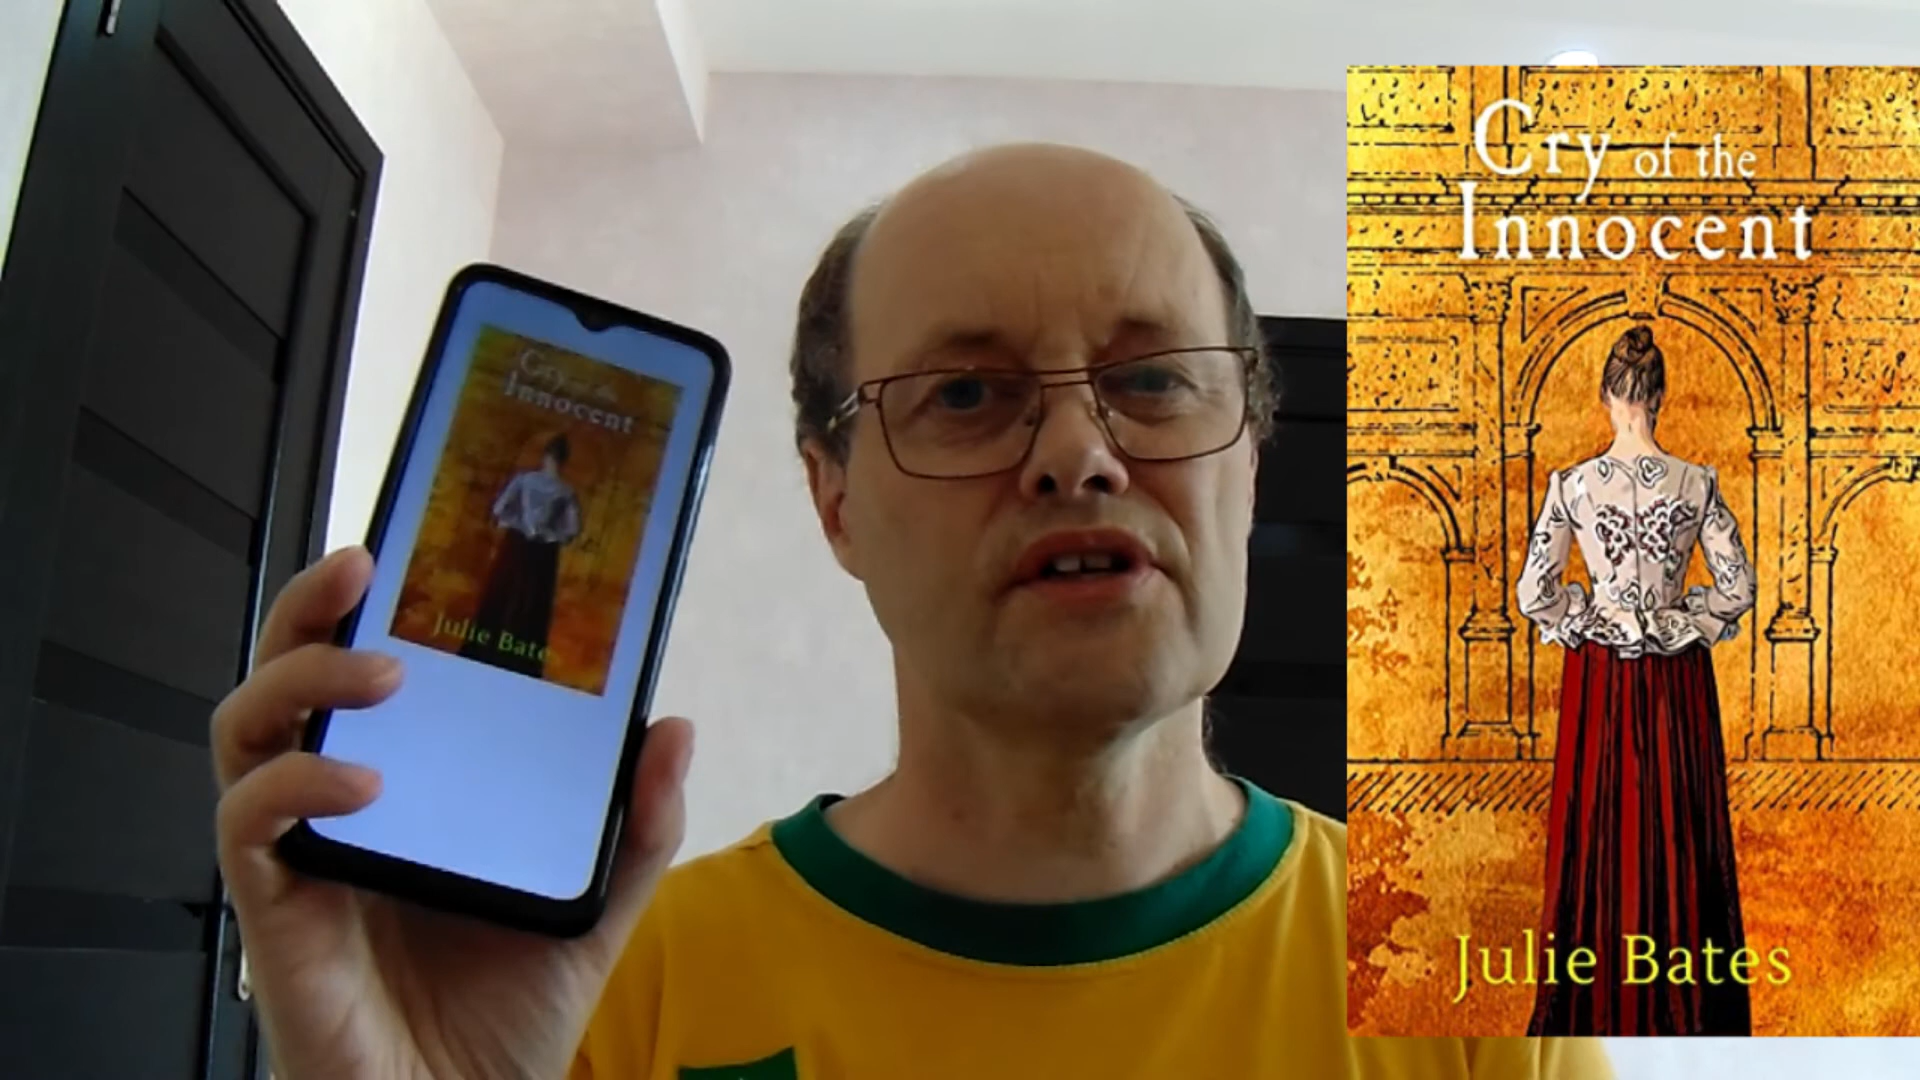 Cry of the
Innocent
Julie Bates
Cry of the
Innocent
Julie Bates